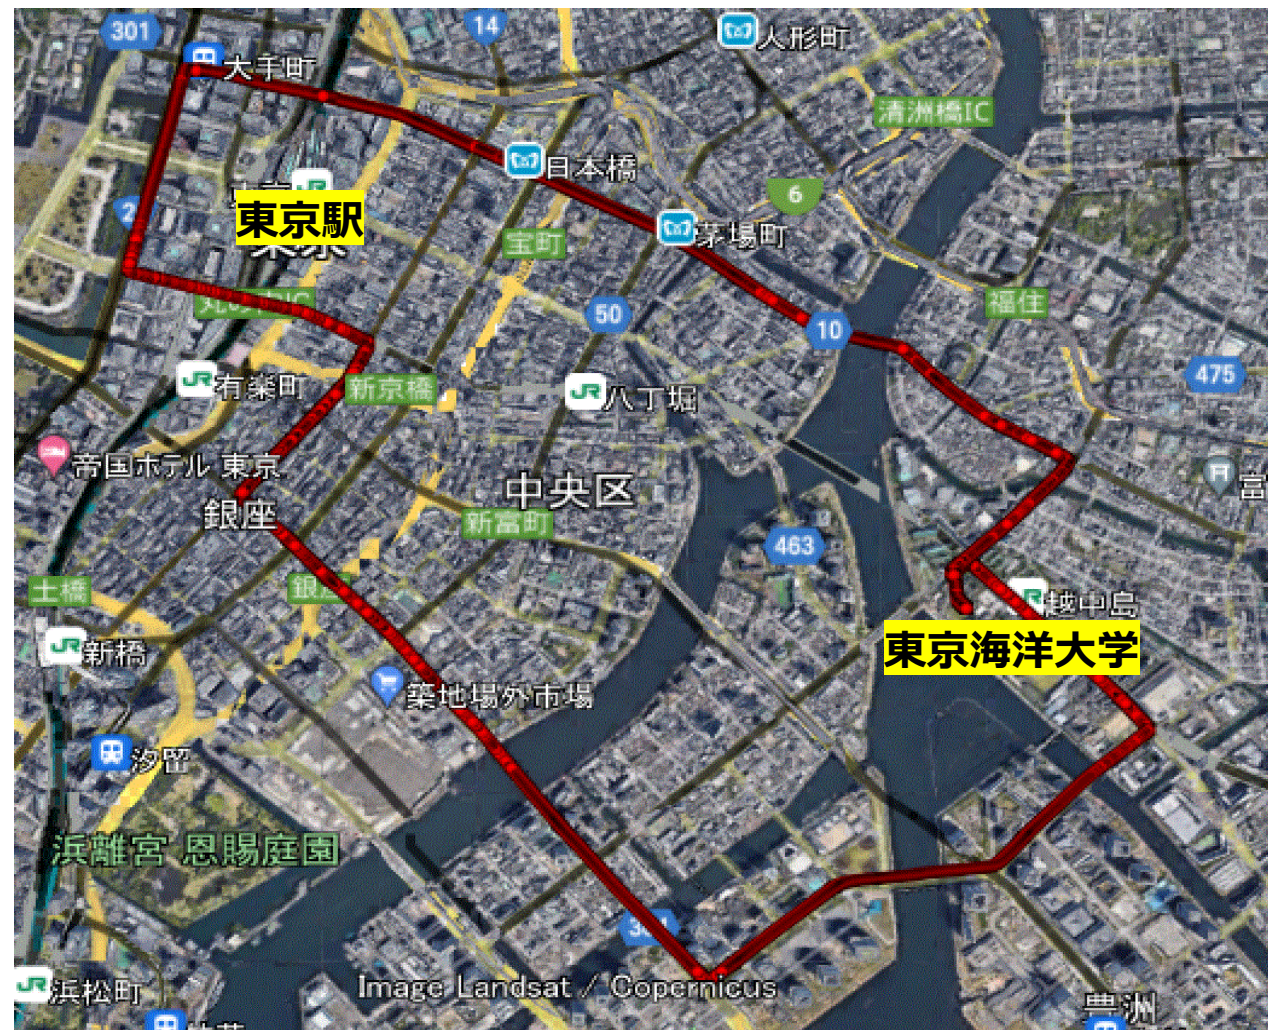 301
14
人形町
大手町
清洲橋IC
日本橋
6
東京駅
茅場町
宝町
福住
50
10
475
有楽町
新京橋
八丁堀
帝国ホテル 東京
中央区
銀座
新富町
463
土橋
越中島
新橋
東京海洋大学
築地場外市場
汐留
浜離宮 恩賜庭園
Image Landsat / Copernicus
浜松町
豊洲